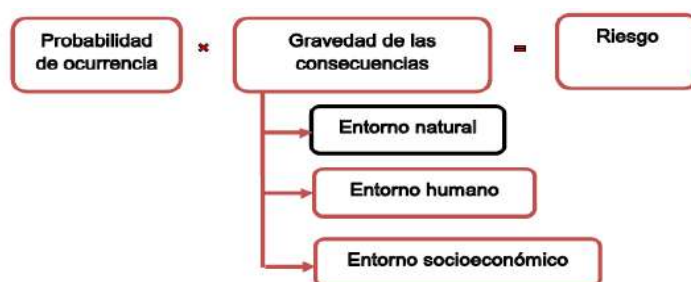 Probabilidad
de ocurrencia
×
Gravedad de las
consecuencias
=
Riesgo
Entorno natural
Entorno humano
Entorno socioeconómico